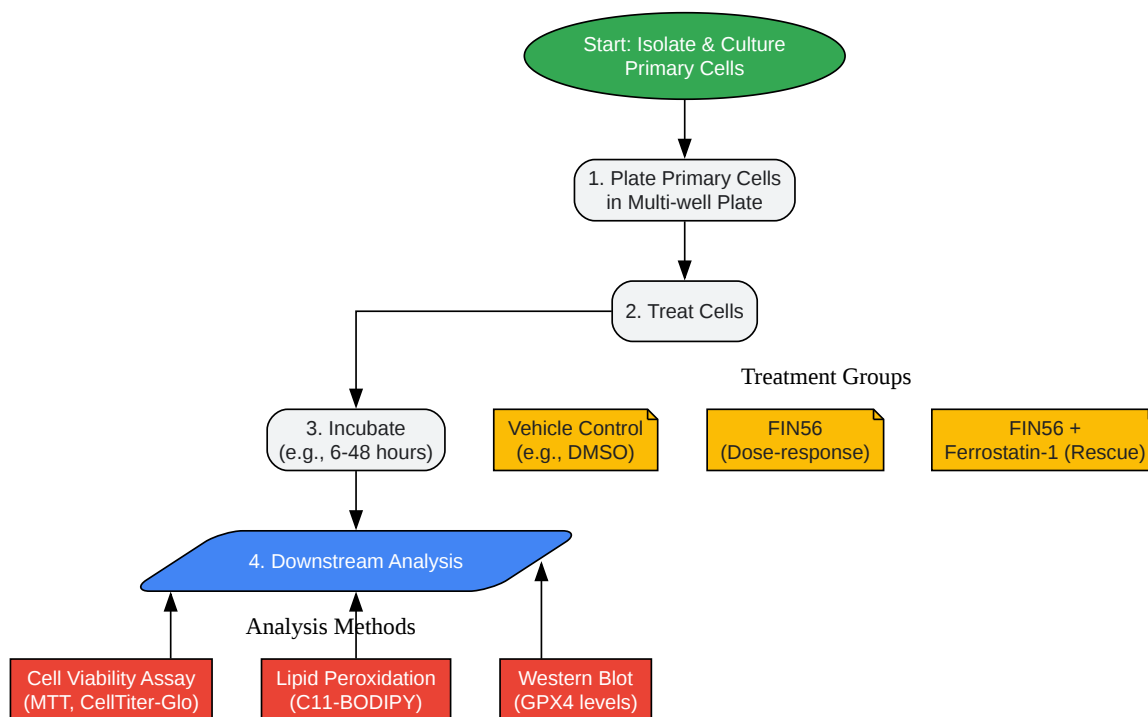 Start: Isolate & Culture
Primary Cells
1. Plate Primary Cells
in Multi-well Plate
2. Treat Cells
Treatment Groups
3. Incubate
(e.g., 6-48 hours)
Vehicle Control
(e.g., DMSO)
FIN56
(Dose-response)
FIN56 +
Ferrostatin-1 (Rescue)
4. Downstream Analysis
Analysis Methods
Cell Viability Assay
(MTT, CellTiter-Glo)
Lipid Peroxidation
(C11-BODIPY)
Western Blot
(GPX4 levels)